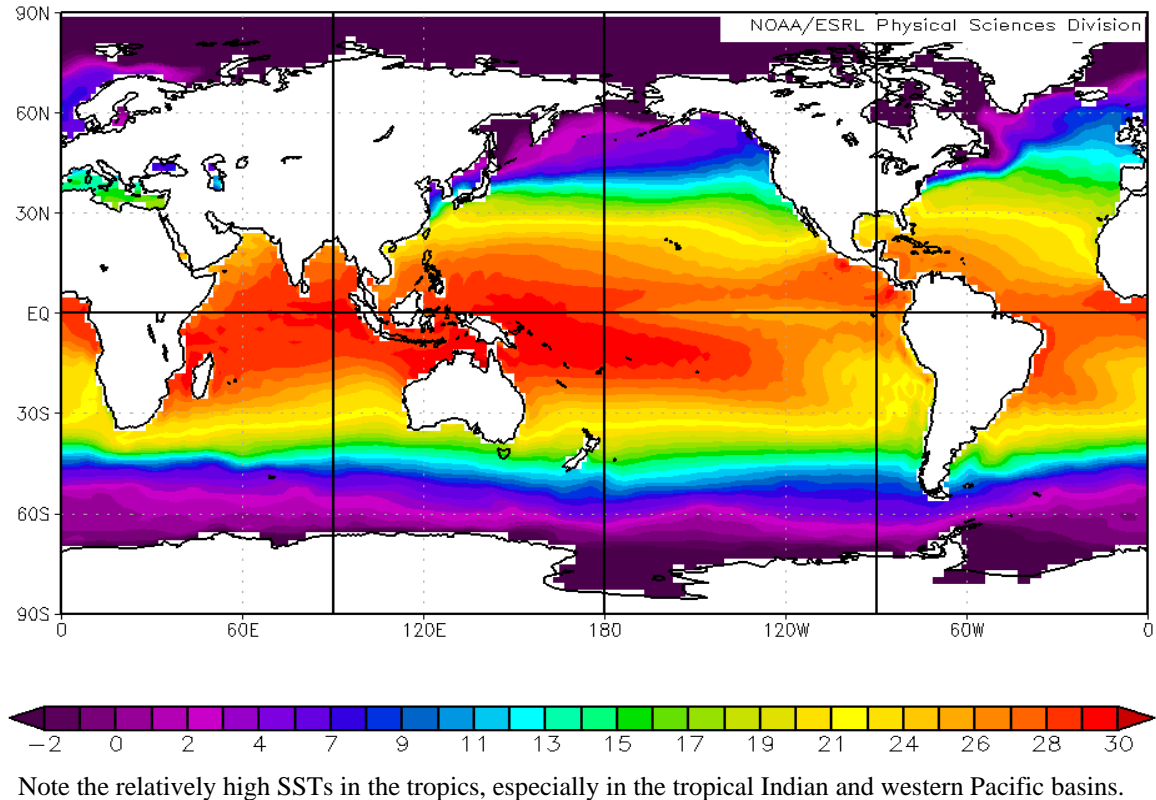 90N
NOAA/ESRL Physical Sciences Division
60N
30N
EQ
30S
60S
90S
0 60E 120E 180 120W 60W 0
−2 0 2 4 7 9 11 13 15 17 19 21 24 26 28 30
Note the relatively high SSTs in the tropics, especially in the tropical Indian and western Pacific basins.